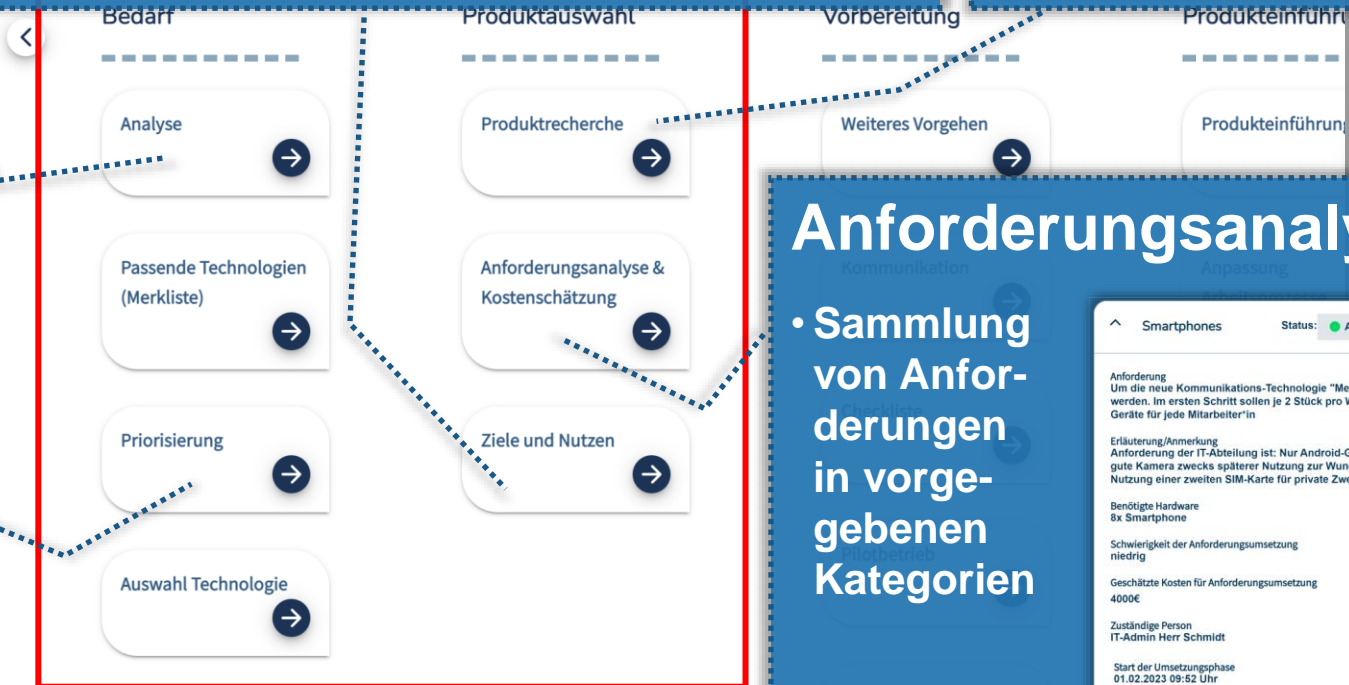 Bedarf
Produktauswahl
Vorbereitung
Analyse
Produktrecherche
Weiteres Vorgehen
Passende Technologien
(Merkliste)
Anforderungsanalyse &
Kostenschätzung
Kommunikation
Anpassung
Priorisierung
Ziele und Nutzen
Checkliste
Auswahl Technologie
Pilotbetrieb
• Sammlung
von Anfor-
derungen
in vorge-
gebenen
Kategorien
Smartphones Status:
Anforderung
Um die neue Kommunikations-Technologie
werden. Im ersten Schritt sollen je 2 Stück pro
Geräte für jede Mitarbeiter*in
Erläuterung/Anmerkung
Anforderung der IT-Abteilung ist: Nur
gute Kamera zwecks späterer Nutzung zur
Nutzung einer zweiten SIM-Karte für private
Benötigte Hardware
8x Smartphone
Schwierigkeit der Anforderungsumsetzung
niedrig
Geschätzte Kosten für Anforderungsumsetzung
4000€
Zuständige Person
IT-Admin Herr Schmidt
Start der Umsetzungsphase
01.02.2023 09:52 Uhr